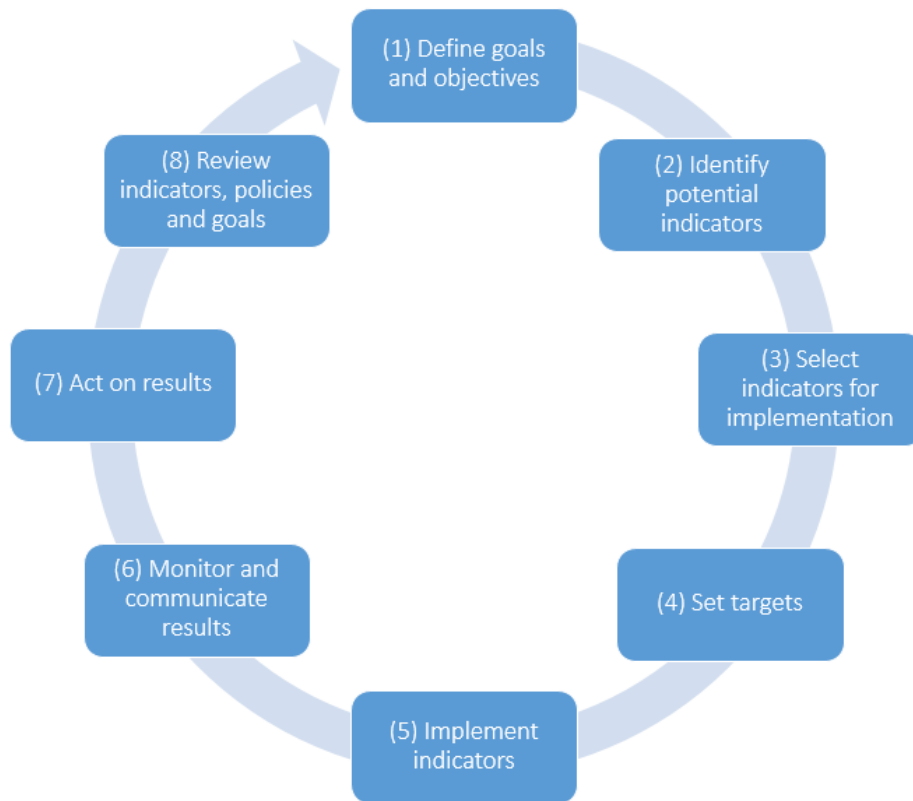 (1) Define goals
and objectives
(2) Identify
potential
indicators
(3) Select
indicators for
implementation
(4) Set targets
(5) Implement
indicators
(6) Monitor and
communicate
results
(7) Act on results
(8) Review
indicators, policies
and goals